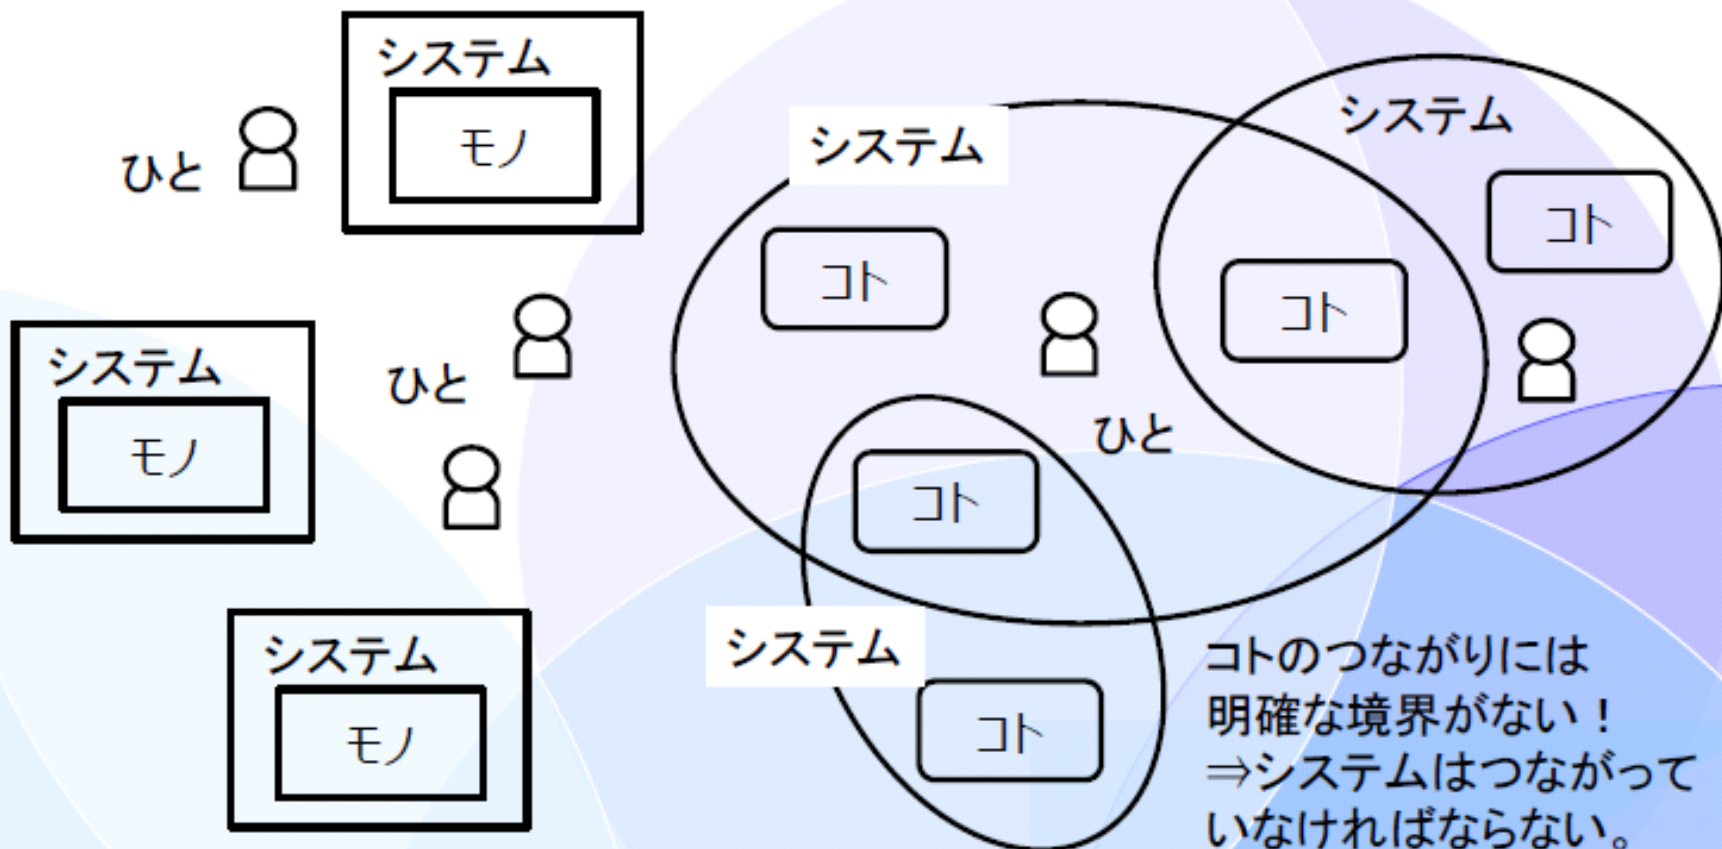 システム
モノ
ひと
システム
モノ
ひと
システム
モノ
システム
コト
ひと
コト
システム
コト
システム
コト
コト
コトのつながりには
明確な境界がない！
⇒システムはつながって
いなければならない。